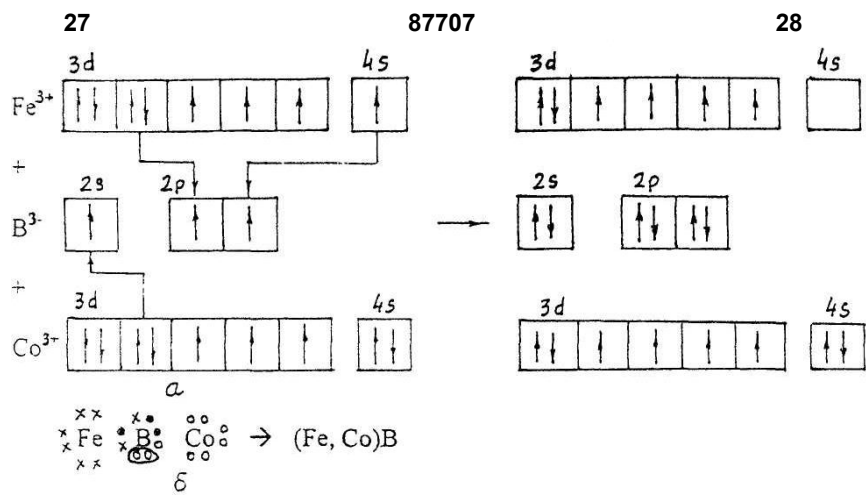 27 87707 28
3d 4s 3d 4s
Fe³⁺
+
2s 2p 2s 2p
B³⁻
+
3d 4s 3d 4s
Co³⁺
а
Fe B Co → (Fe, Co)B
б